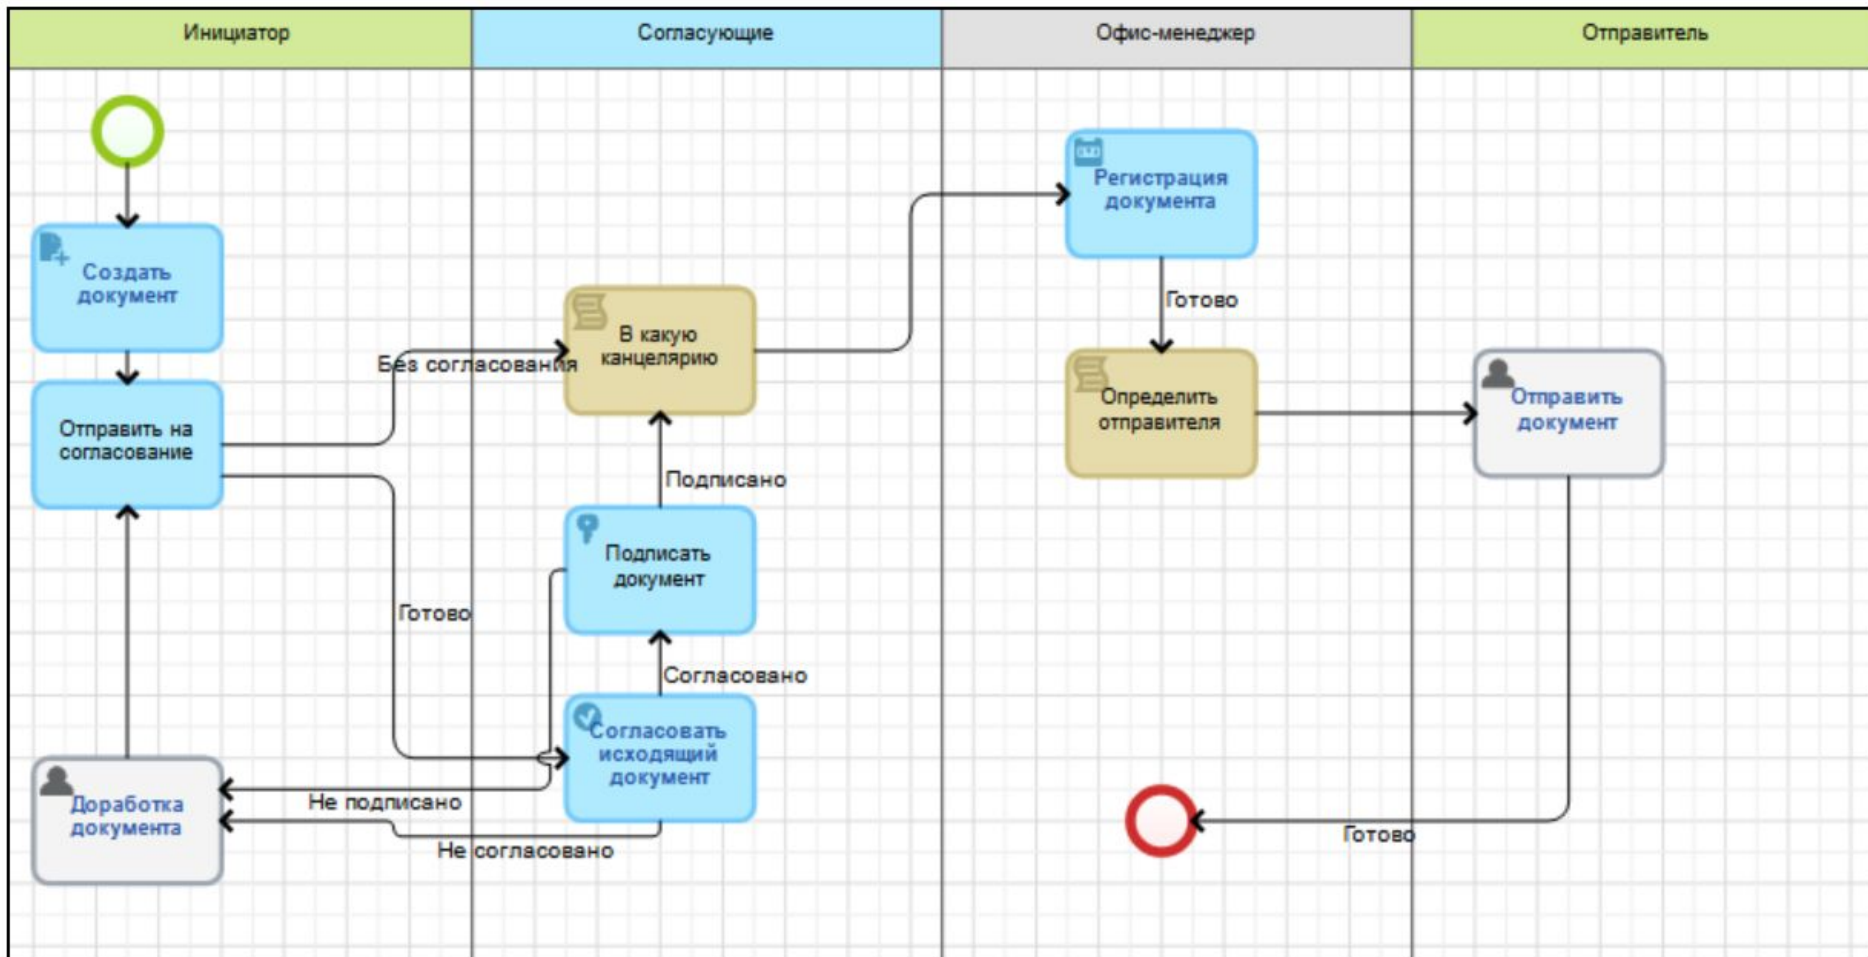 Инициатор
Согласующие
Офис-менеджер
Отправитель
Создать
документ
Отправить на
согласование
Без согласования
Готово
Доработка
документа
Не подписано
Не согласовано
В какую
канцелярию
Подписано
Подписать
документ
Согласовано
Согласовать
исходящий
документ
Регистрация
документа
Готово
Определить
отправителя
Отправить
документ
Готово